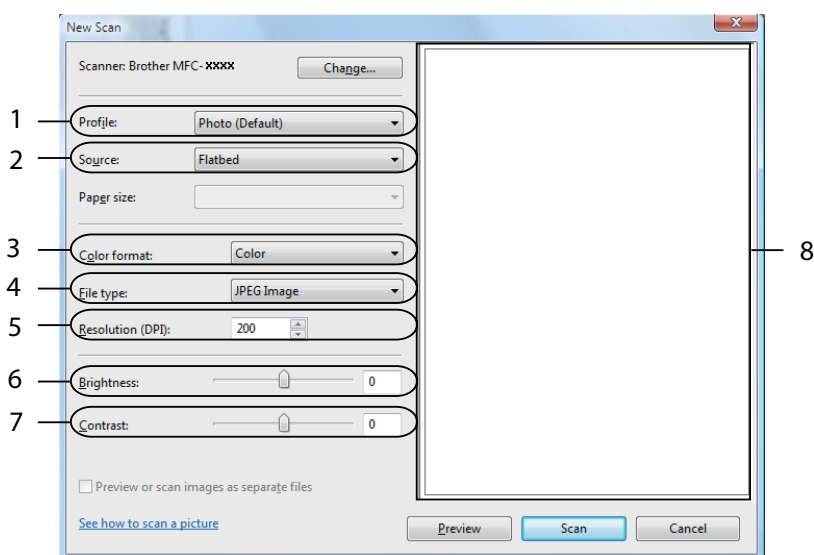 New Scan
Scanner: Brother MFC- XXXX Change...
1 Profile: Photo (Default)
2 Source: Flatbed
Paper size:
3 Color format: Color
8
4 File type: JPEG Image
5 Resolution (DPI): 200
6 Brightness: 0
7 Contrast: 0
Preview or scan images as separate files
See how to scan a picture Preview Scan Cancel